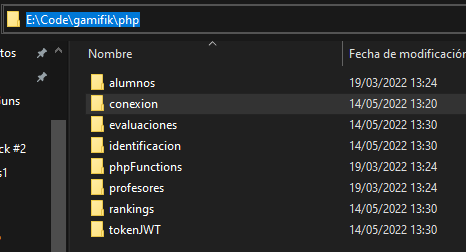 E:\Code\gamifik\php
Nombre Fecha de modificación
alumnos 19/03/2022 13:24
conexion 14/05/2022 13:20
evaluaciones 14/05/2022 13:30
identificacion 14/05/2022 13:30
phpFunctions 19/03/2022 13:24
profesores 19/03/2022 13:24
rankings 14/05/2022 13:30
tokenJWT 14/05/2022 13:30
tos
uns
ck #2
s1